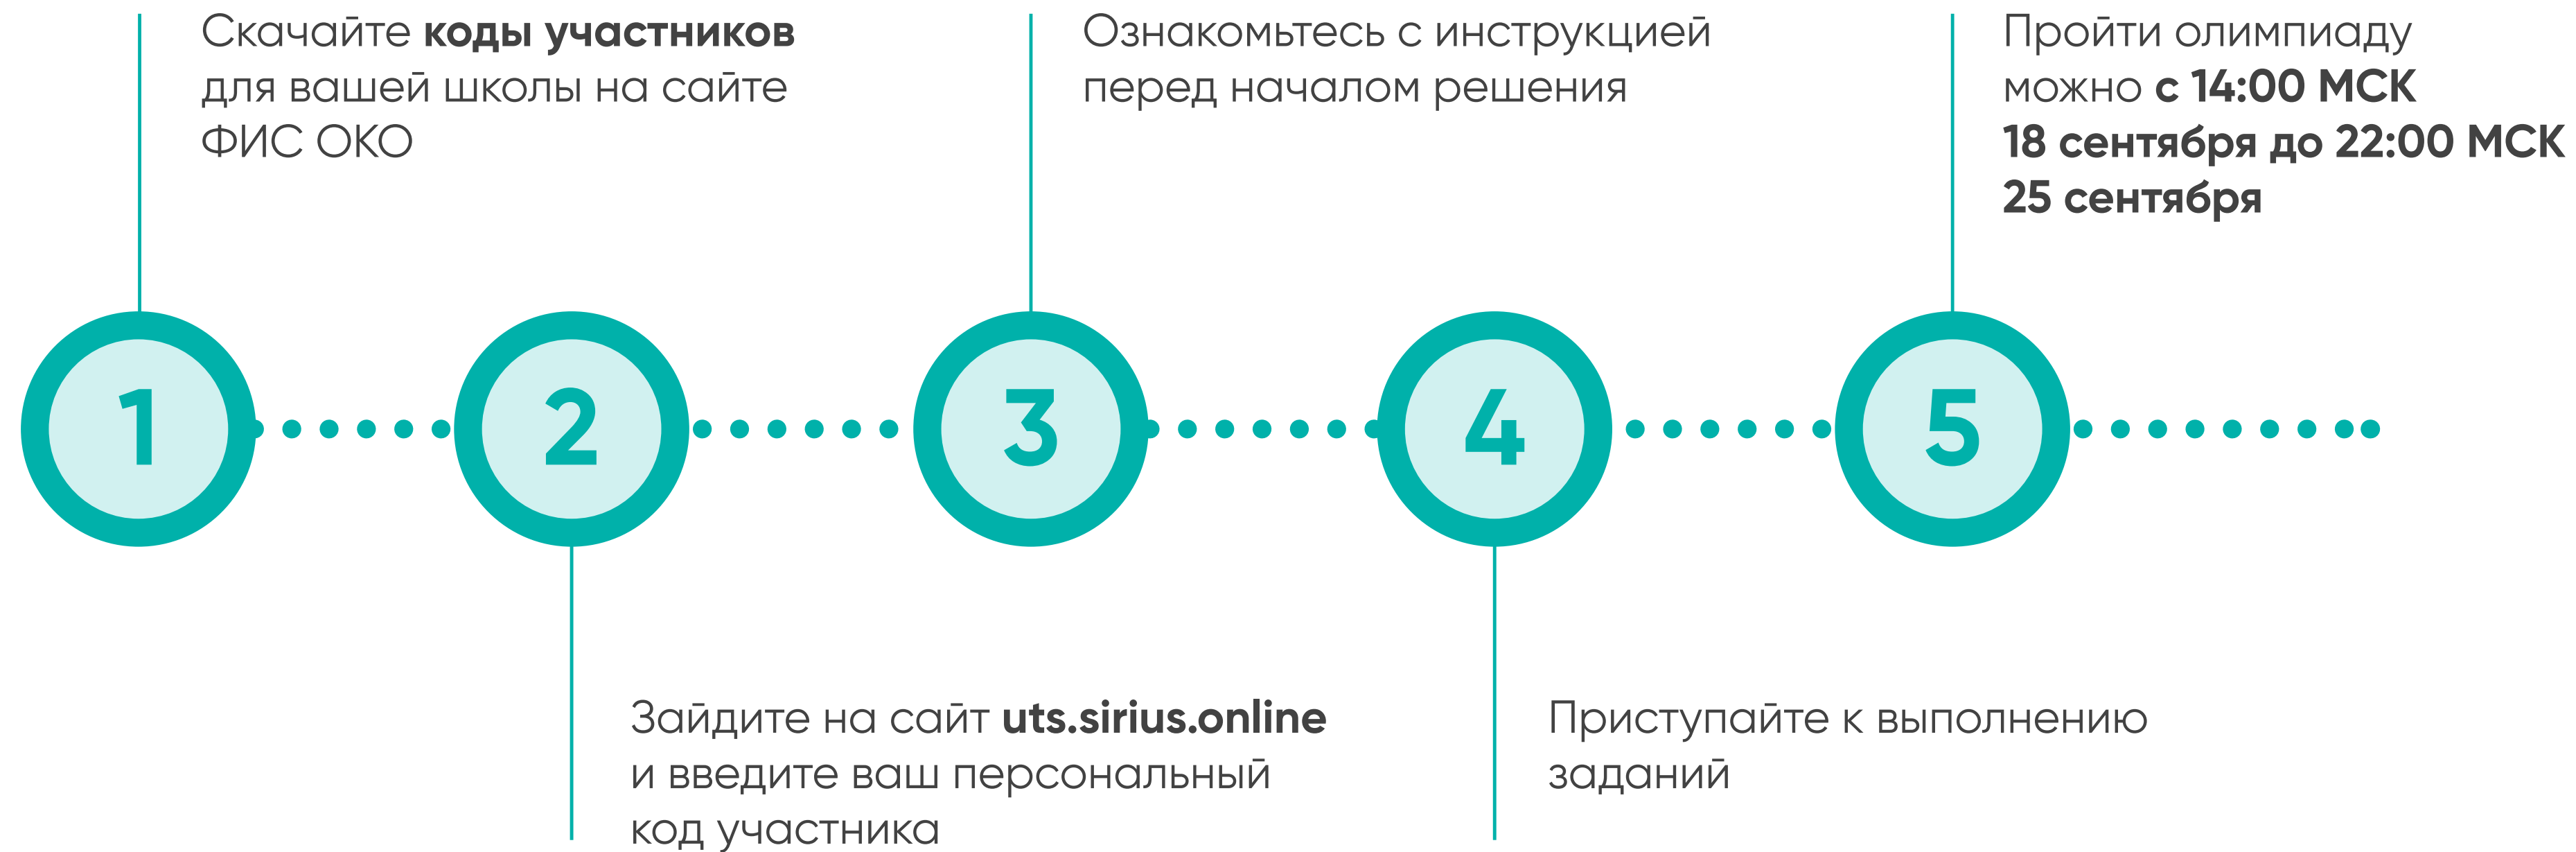 Скачайте коды участников
для вашей школы на сайте
ФИС ОКО
1
Зайдите на сайт uts.sirius.online
и введите ваш персональный
код участника
2
Ознакомьтесь с инструкцией
перед началом решения
3
Приступайте к выполнению
заданий
4
Пройти олимпиаду
можно с 14:00 МСК
18 сентября до 22:00 МСК
25 сентября
5